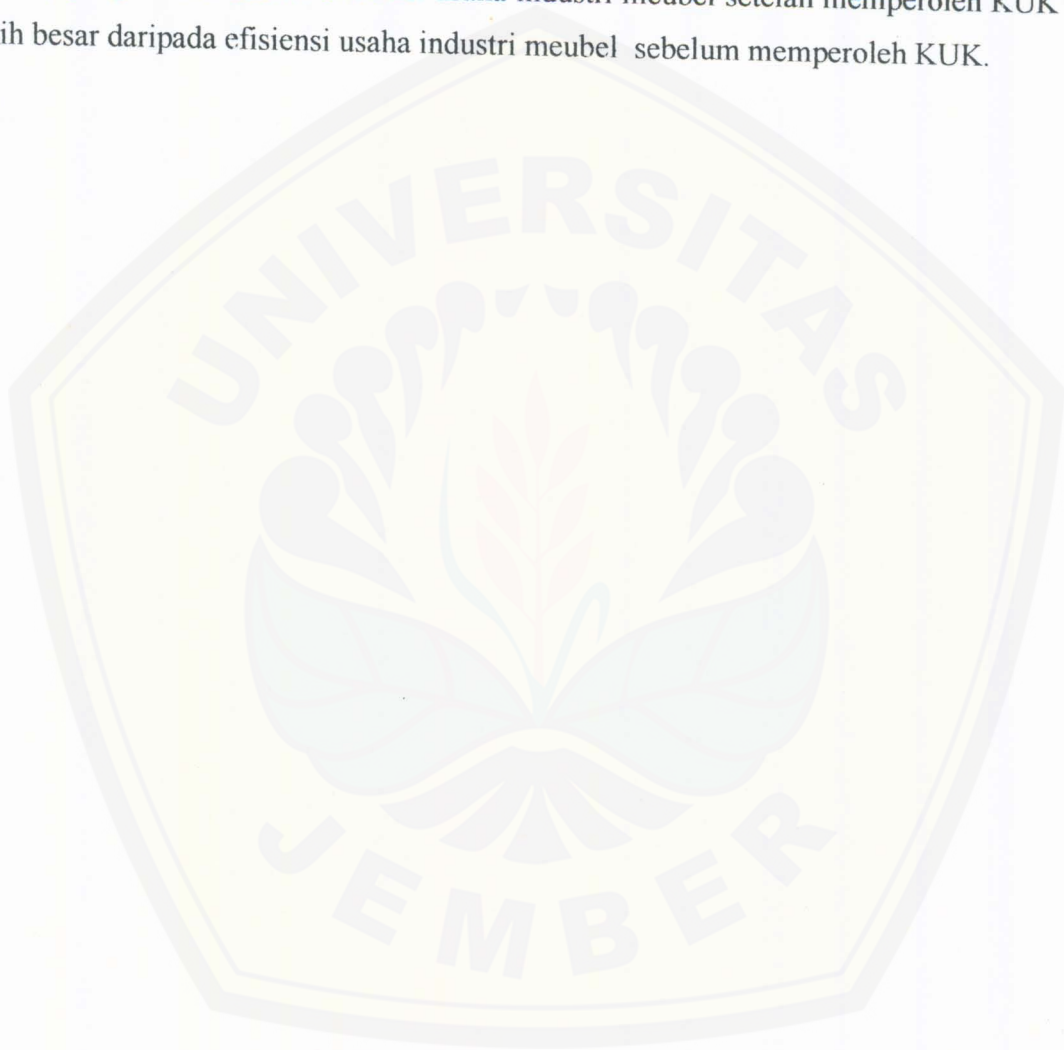 industri meubel setelah memperoleh KUK
ih besar daripada efisiensi usaha industri meubel sebelum memperoleh KUK.
UNIVERSITAS
JEMBER